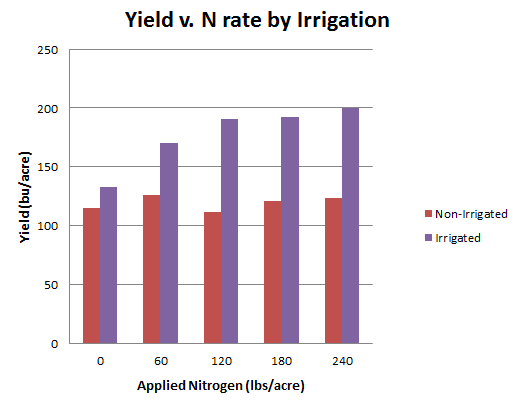 Yield v. N rate by Irrigation
250
200
150
100
50
0
Yield(bu/acre)
0 60 120 180 240
Applied Nitrogen (lbs/acre)
Non-Irrigated
Irrigated